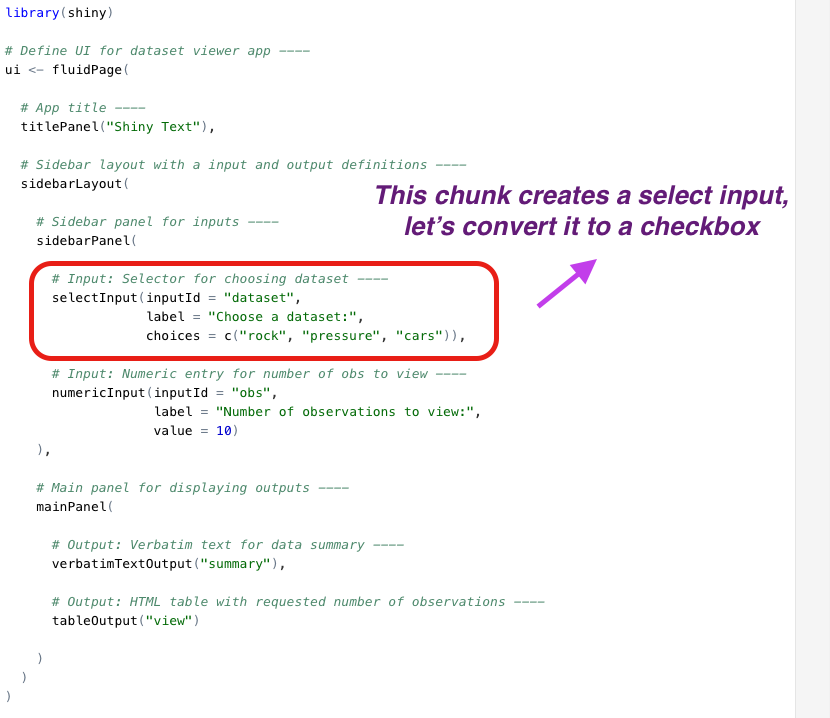 library(shiny)
# Define UI for dataset viewer app ----
ui <- fluidPage(
# App title ----
titlePanel("Shiny Text"),
# Sidebar layout with a input and output definitions ----
sidebarLayout(
This chunk creates a select input,
let's convert it to a checkbox
# Sidebar panel for inputs ----
sidebarPanel(
# Input: Selector for choosing dataset ----
selectInput(inputId = "dataset",
label = "Choose a dataset:",
choices = c("rock", "pressure", "cars")),
# Input: Numeric entry for number of obs to view ----
numericInput(inputId = "obs",
label = "Number of observations to view:",
value = 10)
),
# Main panel for displaying outputs ----
mainPanel(
# Output: Verbatim text for data summary ----
verbatimTextOutput("summary"),
# Output: HTML table with requested number of observations ----
tableOutput("view")
)
)
)